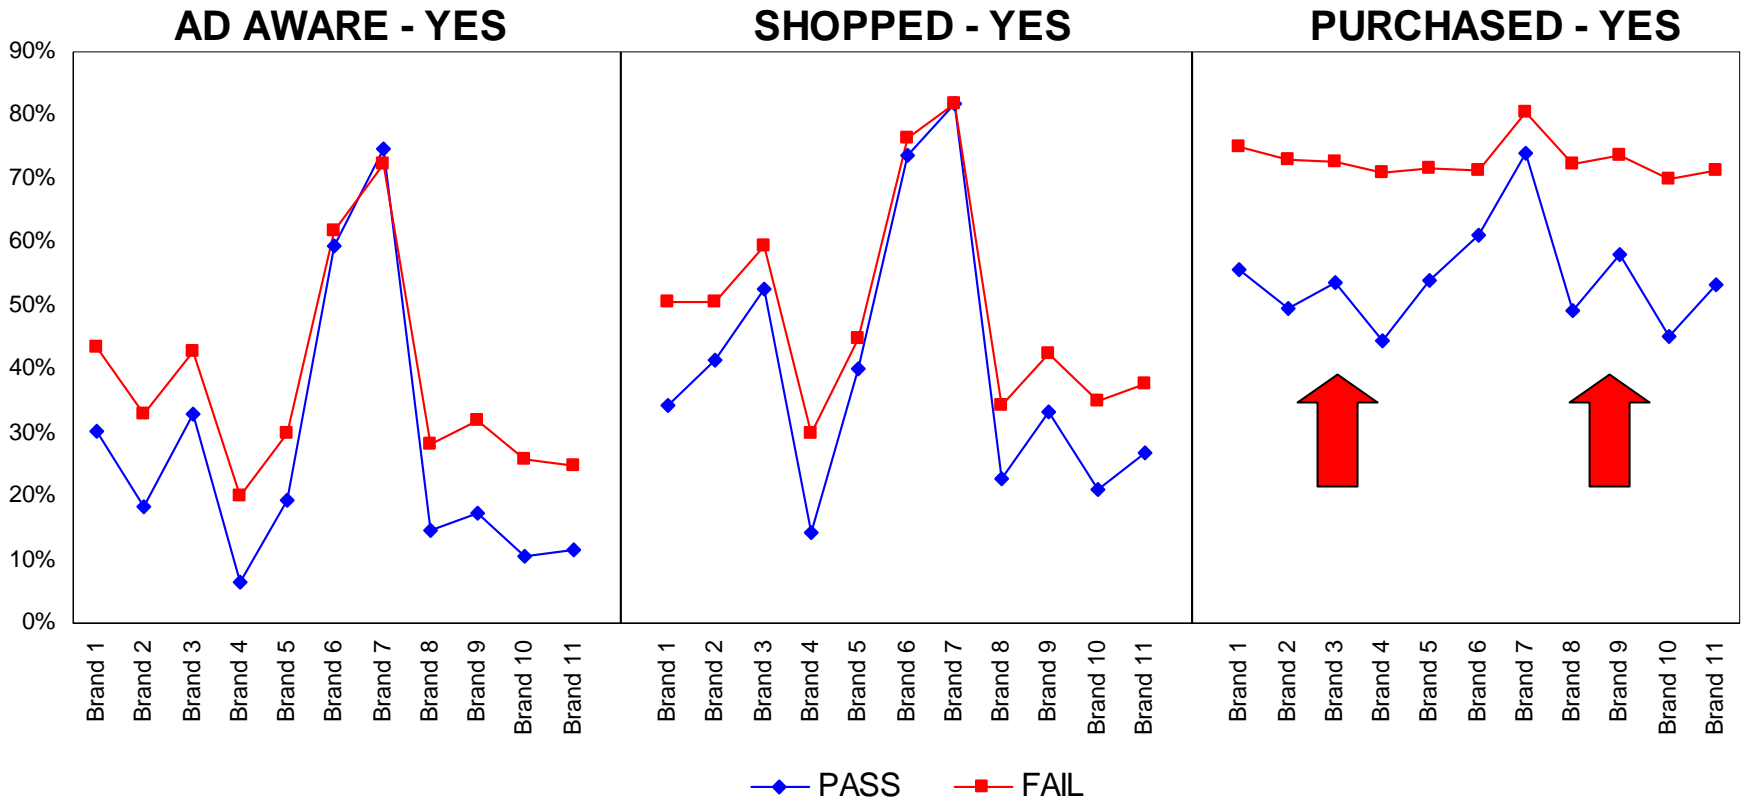 AD AWARE - YES
SHOPPED - YES
PURCHASED - YES
90%
80%
70%
60%
50%
40%
30%
20%
10%
0%
Brand 1
Brand 2
Brand 3
Brand 4
Brand 5
Brand 6
Brand 7
Brand 8
Brand 9
Brand 10
Brand 11
Brand 1
Brand 2
Brand 3
Brand 4
Brand 5
Brand 6
Brand 7
Brand 8
Brand 9
Brand 10
Brand 11
Brand 1
Brand 2
Brand 3
Brand 4
Brand 5
Brand 6
Brand 7
Brand 8
Brand 9
Brand 10
Brand 11
PASS
FAIL